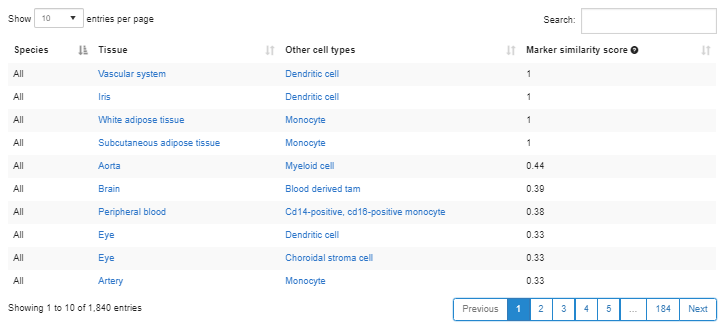 Show 10 entries per page Search:
Species Tissue Other cell types Marker similarity score ?
All Vascular system Dendritic cell 1
All Iris Dendritic cell 1
All White adipose tissue Monocyte 1
All Subcutaneous adipose tissue Monocyte 1
All Aorta Myeloid cell 0.44
All Brain Blood derived tam 0.39
All Peripheral blood Cd14-positive, cd16-positive monocyte 0.38
All Eye Dendritic cell 0.33
All Eye Choroidal stroma cell 0.33
All Artery Monocyte 0.33
Showing 1 to 10 of 1,840 entries Previous 1 2 3 4 5 ... 184 Next